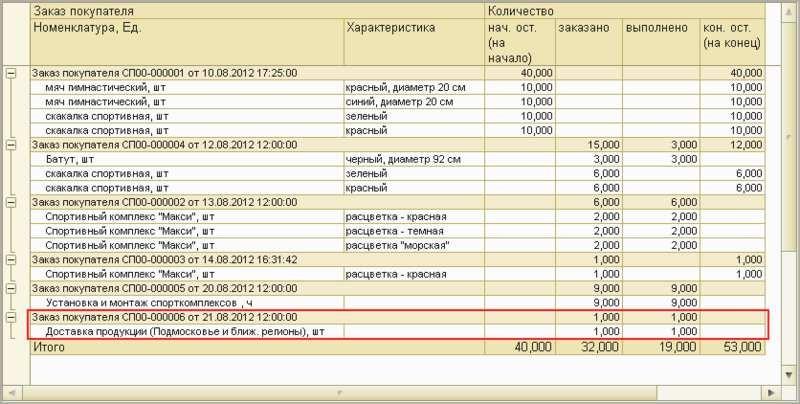 Заказ покупателя Количество
Номенклатура, Ед. Характеристика нач. ост. (на начало) заказано выполнено кон. ост. (на конец)
Заказ покупателя СП00-000001 от 10.08.2012 17:25:00 40,000 40,000
мяч гимнастический, шт красный, диаметр 20 см 10,000 10,000
мяч гимнастический, шт синий, диаметр 20 см 10,000 10,000
скакалка спортивная, шт зеленый 10,000 10,000
скакалка спортивная, шт красный 10,000 10,000
Заказ покупателя СП00-000004 от 12.08.2012 12:00:00 15,000 3,000 12,000
Батут, шт черный, диаметр 92 см 3,000 3,000
скакалка спортивная, шт зеленый 6,000 6,000
скакалка спортивная, шт красный 6,000 6,000
Заказ покупателя СП00-000002 от 13.08.2012 12:00:00 6,000 6,000
Спортивный комплекс "Макси", шт расцветка - красная 2,000 2,000
Спортивный комплекс "Макси", шт расцветка - темная 2,000 2,000
Спортивный комплекс "Макси", шт расцветка "морская" 2,000 2,000
Заказ покупателя СП00-000003 от 14.08.2012 16:31:42 1,000 1,000
Спортивный комплекс "Макси", шт расцветка - красная 1,000 1,000
Заказ покупателя СП00-000005 от 20.08.2012 12:00:00 9,000 9,000
Установка и монтаж спорткомплексов , ч 9,000 9,000
Заказ покупателя СП00-000006 от 21.08.2012 12:00:00 1,000 1,000
Доставка продукции (Подмосковье и ближ. регионы), шт 1,000 1,000
Итого 40,000 32,000 19,000 53,000